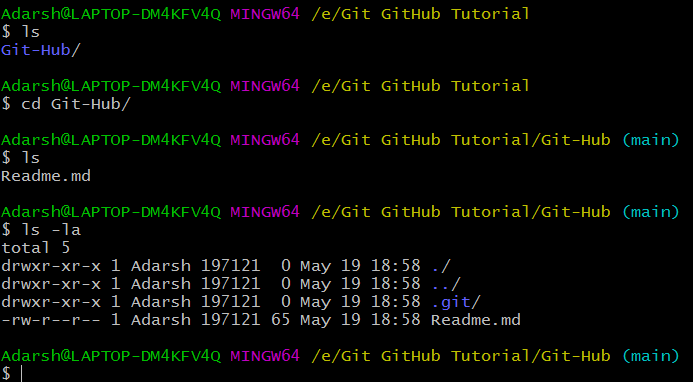 Adarsh@LAPTOP-DM4KFV4Q MINGW64 /e/Git GitHub Tutorial
$ ls
Git-Hub/
Adarsh@LAPTOP-DM4KFV4Q MINGW64 /e/Git GitHub Tutorial
$ cd Git-Hub/
Adarsh@LAPTOP-DM4KFV4Q MINGW64 /e/Git GitHub Tutorial/Git-Hub (main)
$ ls
Readme.md
Adarsh@LAPTOP-DM4KFV4Q MINGW64 /e/Git GitHub Tutorial/Git-Hub (main)
$ ls -la
total 5
drwxr-xr-x 1 Adarsh 197121  0 May 19 18:58 ./
drwxr-xr-x 1 Adarsh 197121  0 May 19 18:58 ../
drwxr-xr-x 1 Adarsh 197121  0 May 19 18:58 .git/
-rw-r--r-- 1 Adarsh 197121 65 May 19 18:58 Readme.md
Adarsh@LAPTOP-DM4KFV4Q MINGW64 /e/Git GitHub Tutorial/Git-Hub (main)
$